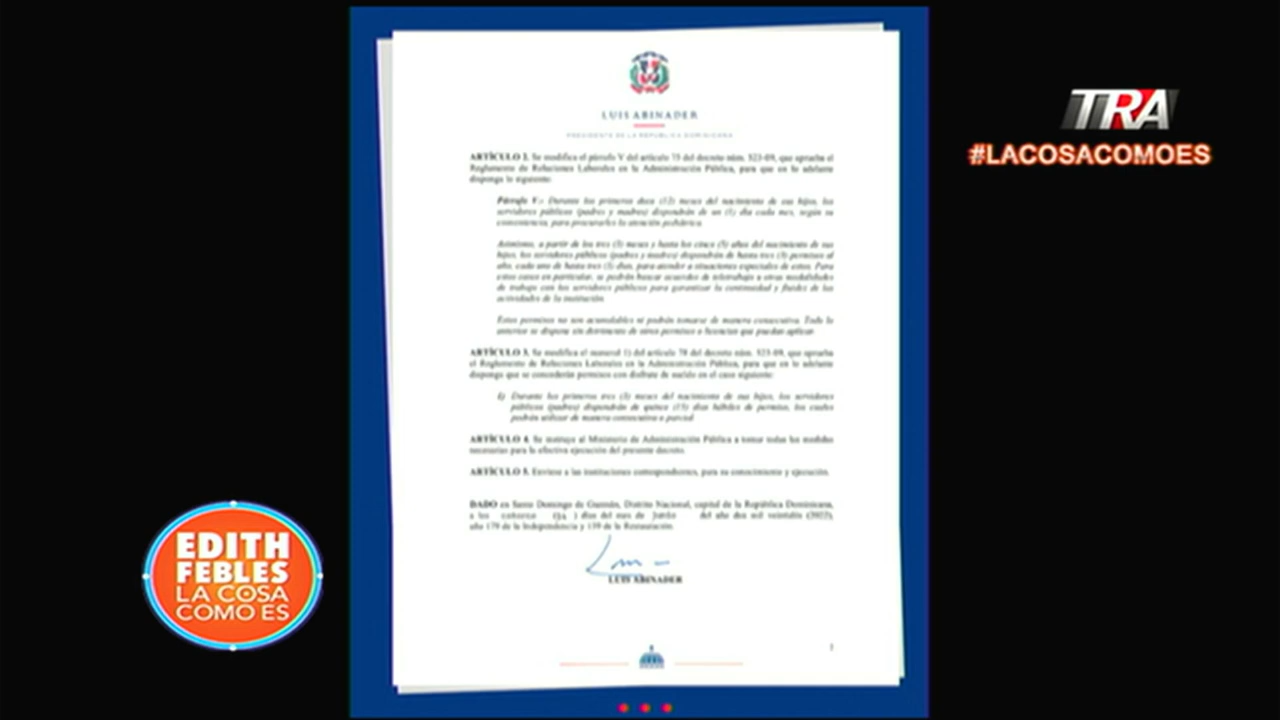 LUIS ABINADER
PRESIDENTE DE LA REPÚBLICA DOMINICANA
ARTÍCULO 2. Se modifica el párrafo V del artículo 75 del decreto núm. 523-09, que aprueba el
Reglamento de Relaciones Laborales en la Administración Pública, para que en lo adelante
disponga lo siguiente:
Párrafo V.- Durante los primeros doce (12) meses del nacimiento de sus hijos, los
servidores públicos (padres y madres) dispondrán de un (1) día cada mes, según su
conveniencia, para procurarles la atención pediátrica.
Asimismo, a partir de los tres (3) meses y hasta los cinco (5) años del nacimiento de sus
hijos, los servidores públicos (padres y madres) dispondrán de hasta tres (3) permisos al
año, cada uno de hasta tres (3) días, para atender a situaciones especiales de estos. Para
estos casos en particular, se podrán buscar acuerdos de teletrabajo u otras modalidades
de trabajo con los servidores públicos para garantizar la continuidad y fluidez de las
actividades de la institución.
Estos permisos no son acumulables ni podrán tomarse de manera consecutiva. Todo lo
anterior se dispone sin detrimento de otros permisos o licencias que puedan aplicar.
ARTÍCULO 3. Se modifica el numeral 1) del artículo 78 del decreto núm. 523-09, que aprueba
el Reglamento de Relaciones Laborales en la Administración Pública, para que en lo adelante
disponga que se concederán permisos con disfrute de sueldo en el caso siguiente:
1) Durante los primeros tres (3) meses del nacimiento de sus hijos, los servidores
públicos (padres) dispondrán de quince (15) días hábiles de permiso, los cuales
podrán utilizar de manera consecutiva o parcial.
ARTÍCULO 4. Se instruye al Ministerio de Administración Pública a tomar todas las medidas
necesarias para la efectiva ejecución del presente decreto.
ARTÍCULO 5. Envíese a las instituciones correspondientes, para su conocimiento y ejecución.
DADO en Santo Domingo de Guzmán, Distrito Nacional, capital de la República Dominicana,
a los catorce (14) días del mes de del año dos mil veintidós (2022);
año 179 de la Independencia y 159 de la Restauración.
LUIS ABINADER
TRA
#LACOSACOMOES
EDITH
FEBLES
LA COSA
COMO ES